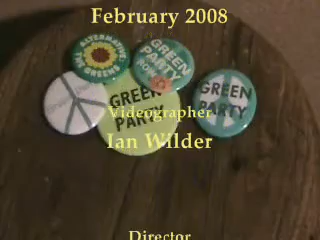 February 2008
ALTERNATIVE
THE GREENS
GREEN
PARTY
GREEN
PARTY
GREEN
PARTY
Videographer
Ian Wilder
Director